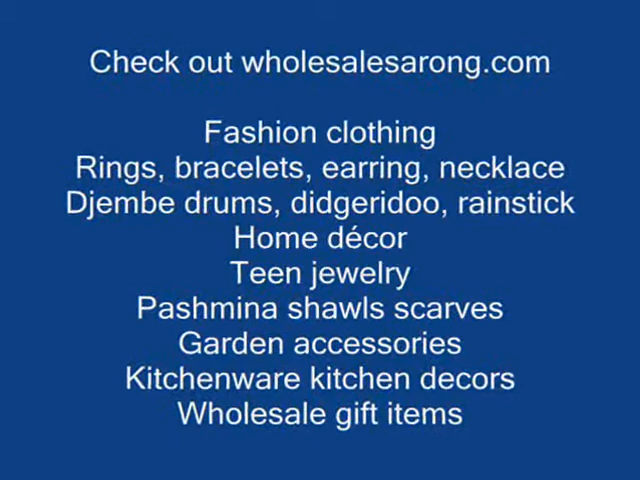 Check out wholesalesarong.com
Fashion clothing
Rings, bracelets, earring, necklace
Djembe drums, didgeridoo, rainstick
Home décor
Teen jewelry
Pashmina shawls scarves
Garden accessories
Kitchenware kitchen decors
Wholesale gift items